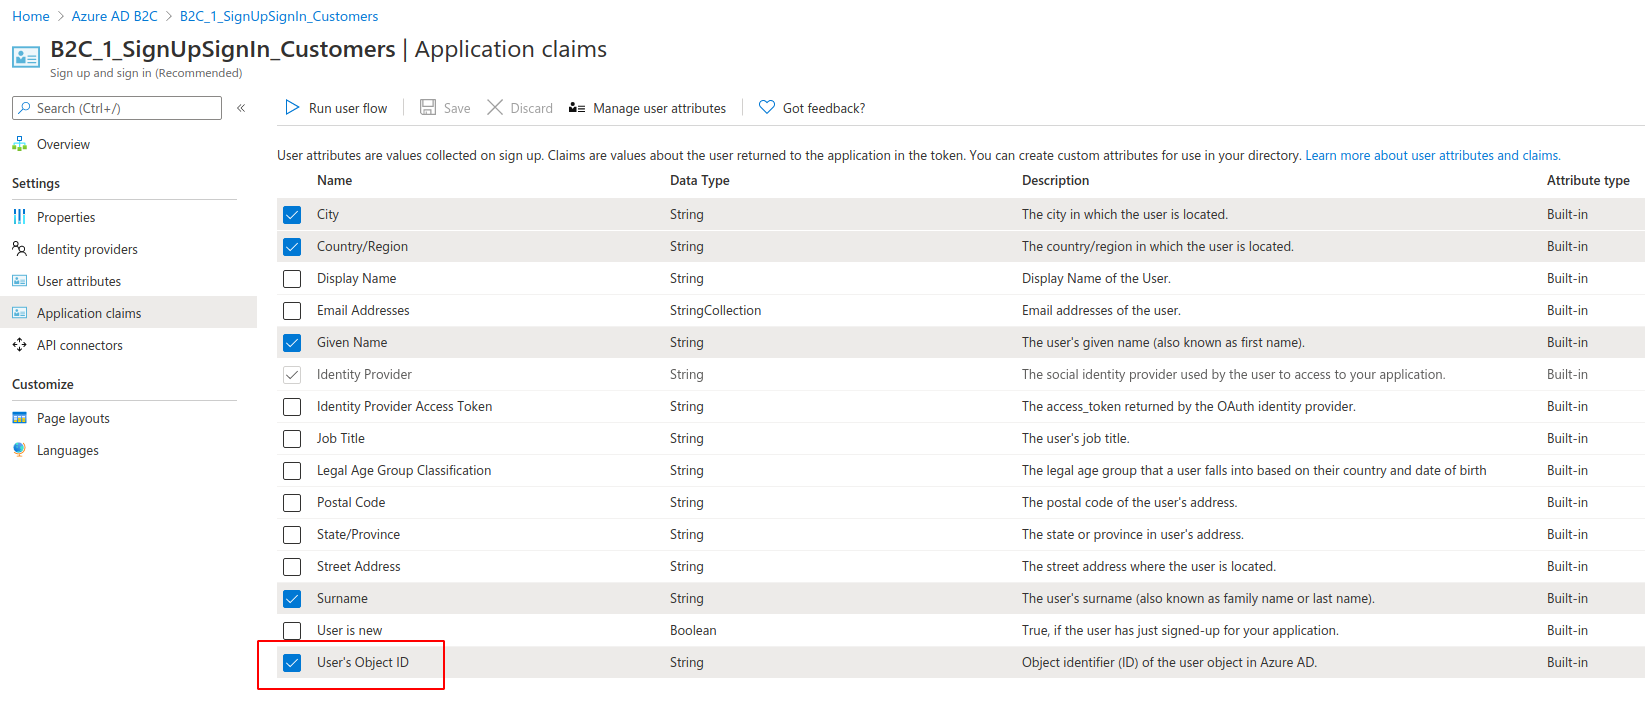 Home > Azure AD B2C > B2C_1_SignUpSignIn_Customers
B2C_1_SignUpSignIn_Customers | Application claims
Sign up and sign in (Recommended)
Search (Ctrl+/) «
Run user flow Save Discard Manage user attributes Got feedback?
Overview
Settings
Properties
Identity providers
User attributes
Application claims
API connectors
Customize
Page layouts
Languages
User attributes are values collected on sign up. Claims are values about the user returned to the application in the token. You can create custom attributes for use in your directory. Learn more about user attributes and claims.
Name Data Type Description Attribute type
City String The city in which the user is located. Built-in
Country/Region String The country/region in which the user is located. Built-in
Display Name String Display Name of the User. Built-in
Email Addresses StringCollection Email addresses of the user. Built-in
Given Name String The user's given name (also known as first name). Built-in
Identity Provider String The social identity provider used by the user to access to your application. Built-in
Identity Provider Access Token String The access_token returned by the OAuth identity provider. Built-in
Job Title String The user's job title. Built-in
Legal Age Group Classification String The legal age group that a user falls into based on their country and date of birth Built-in
Postal Code String The postal code of the user's address. Built-in
State/Province String The state or province in user's address. Built-in
Street Address String The street address where the user is located. Built-in
Surname String The user's surname (also known as family name or last name). Built-in
User is new Boolean True, if the user has just signed-up for your application. Built-in
User's Object ID String Object identifier (ID) of the user object in Azure AD. Built-in